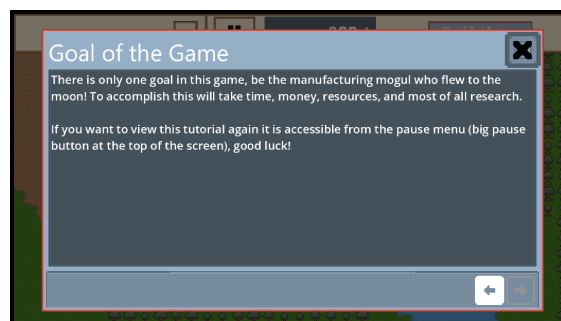 Goal of the Game
There is only one goal in this game, be the manufacturing mogul who flew to the
moon! To accomplish this will take time, money, resources, and most of all research.
If you want to view this tutorial again it is accessible from the pause menu (big pause
button at the top of the screen), good luck!